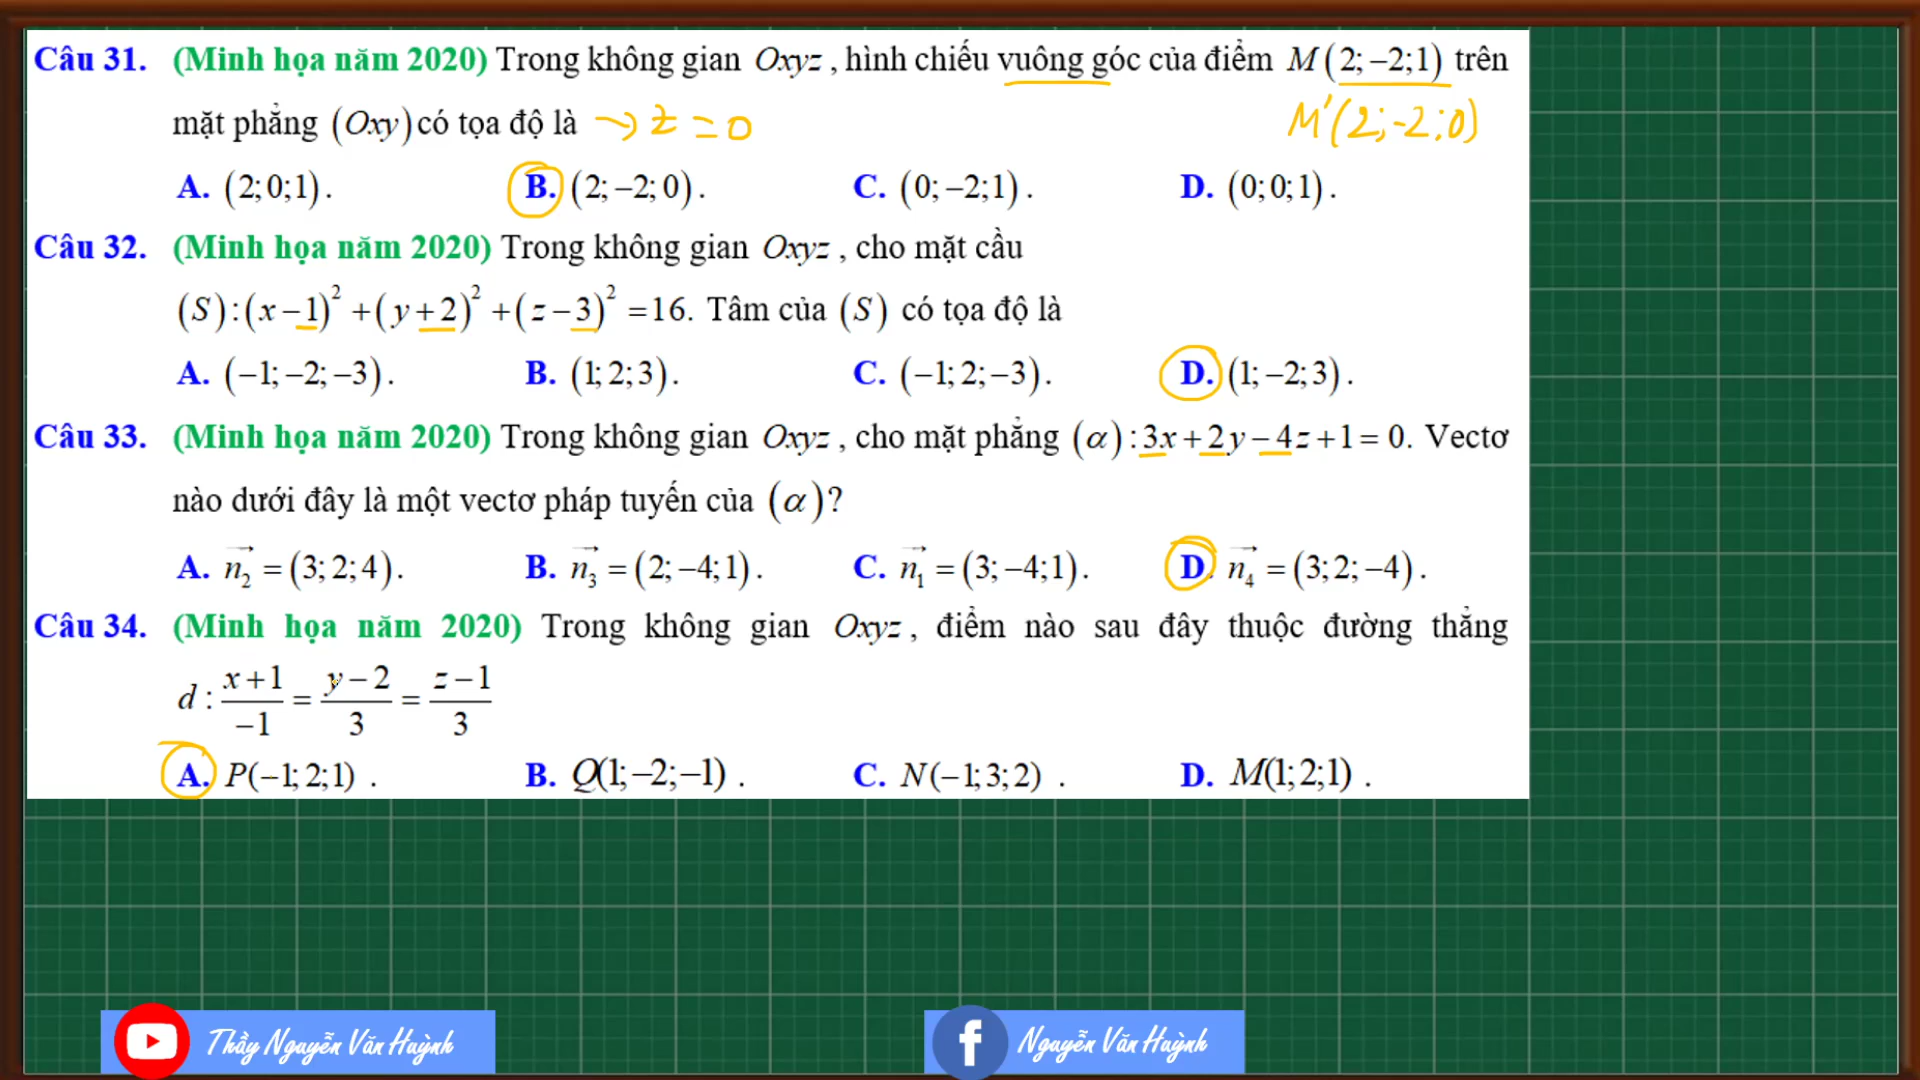 Câu 31. (Minh họa năm 2020) Trong không gian Oxyz, hình chiếu vuông góc của điểm M(2;−2;1) trên
mặt phẳng (Oxy) có tọa độ là → z = 0 M'(2;-2;0)
A. (2;0;1). B. (2;−2;0). C. (0;−2;1). D. (0;0;1).
Câu 32. (Minh họa năm 2020) Trong không gian Oxyz, cho mặt cầu
(S):(x−1)²+(y+2)²+(z−3)²=16. Tâm của (S) có tọa độ là
A. (−1;−2;−3). B. (1;2;3). C. (−1;2;−3). D. (1;−2;3).
Câu 33. (Minh họa năm 2020) Trong không gian Oxyz, cho mặt phẳng (α):3x+2y−4z+1=0. Vectơ
nào dưới đây là một vectơ pháp tuyến của (α)?
A. n₂⃗ = (3;2;4). B. n₃⃗ = (2;−4;1). C. n₁⃗ = (3;−4;1). D. n₄⃗ = (3;2;−4).
Câu 34. (Minh họa năm 2020) Trong không gian Oxyz, điểm nào sau đây thuộc đường thẳng
d: (x+1)/(−1) = (y−2)/3 = (z−1)/3
A. P(−1;2;1). B. Q(1;−2;−1). C. N(−1;3;2). D. M(1;2;1).
Thầy Nguyễn Văn Huỳnh f Nguyễn Văn Huỳnh